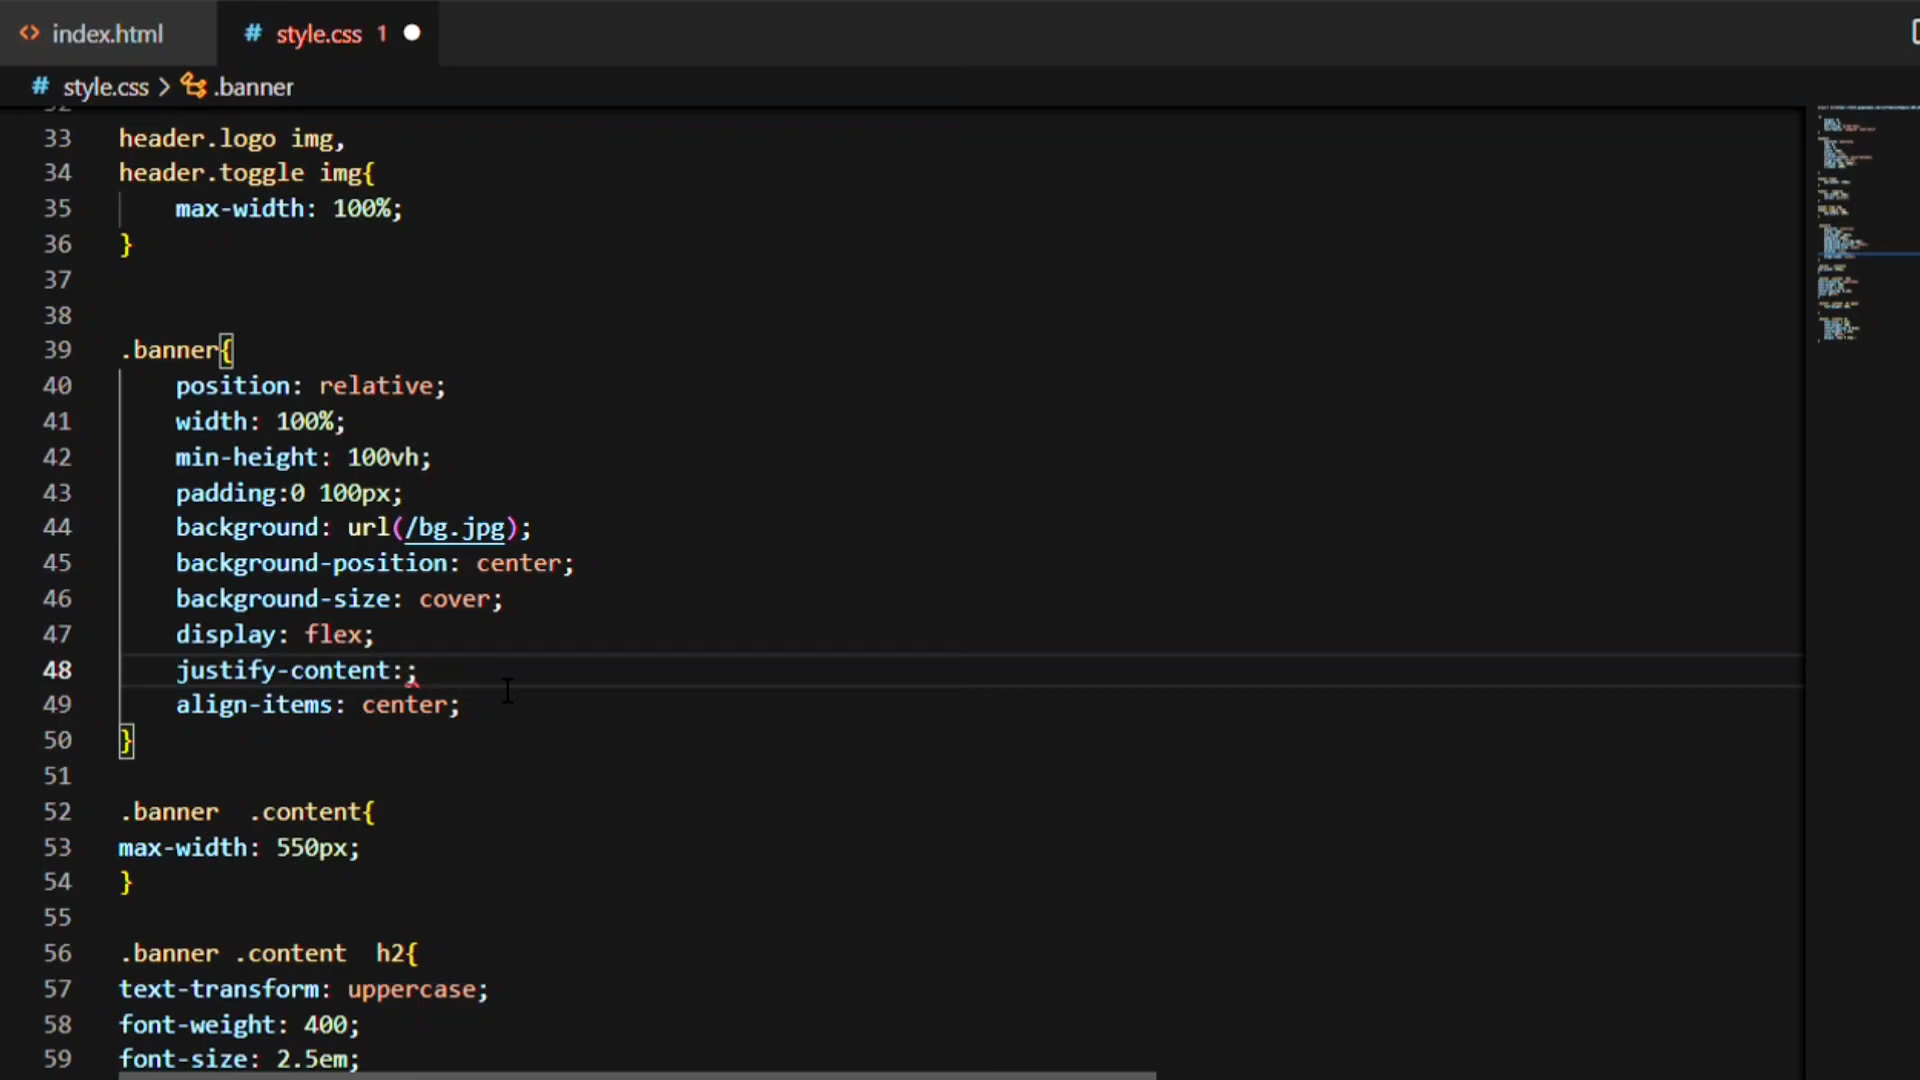 index.html
# style.css 1
# style.css > .banner
33 header.logo img,
34 header.toggle img{
35 max-width: 100%;
36 }
37
38
39 .banner{
40 position: relative;
41 width: 100%;
42 min-height: 100vh;
43 padding:0 100px;
44 background: url(/bg.jpg);
45 background-position: center;
46 background-size: cover;
47 display: flex;
48 justify-content:;
49 align-items: center;
50 }
51
52 .banner  .content{
53 max-width: 550px;
54 }
55
56 .banner .content  h2{
57 text-transform: uppercase;
58 font-weight: 400;
59 font-size: 2.5em;